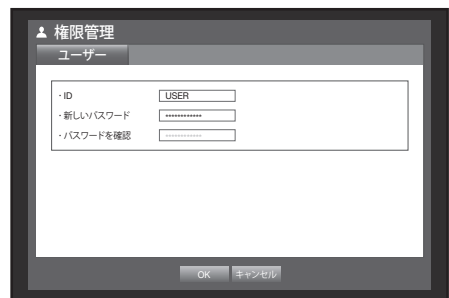 権限管理
ユーザー
・ID USER
・新しいパスワード ************
・パスワードを確認 ************
OK キャンセル